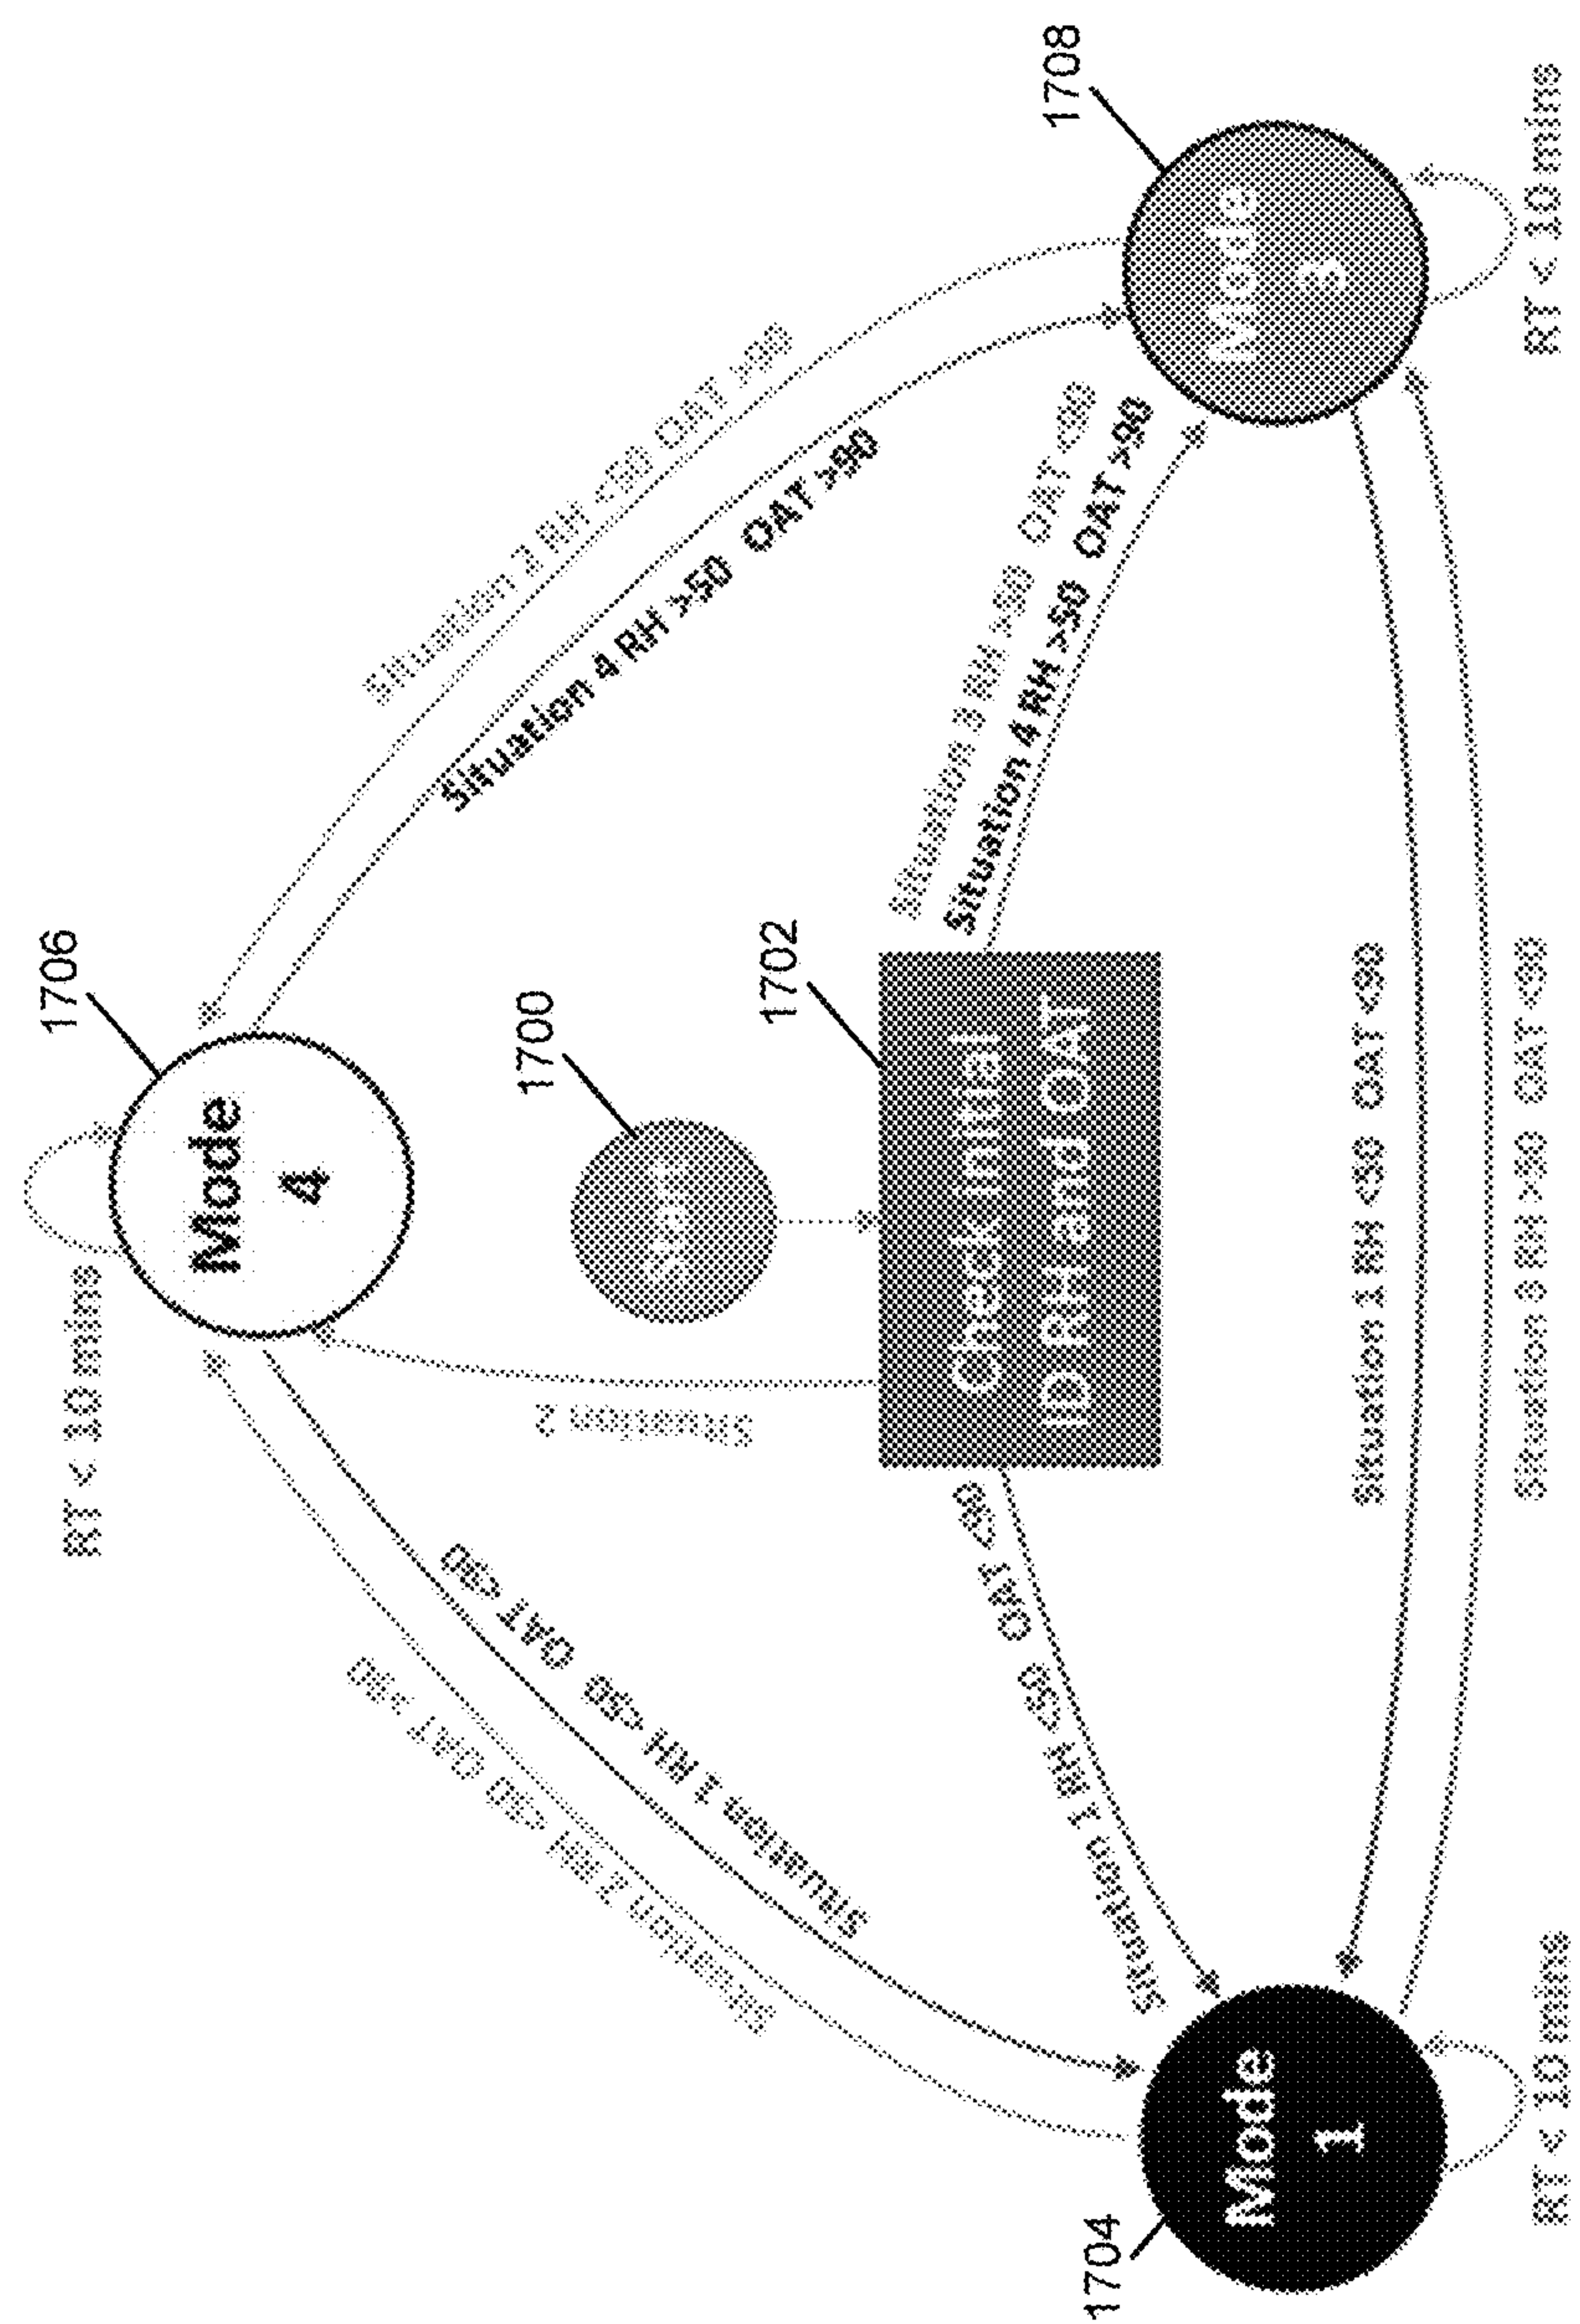 1706
RT < 10 mins
Mode
4
1700
Start
Situation 2
1702
Check Initial
ID RH and OAT
Situation 2 RH <50 OAT >90
Situation 1 RH <50 OAT <90
Situation 2 RH <50 OAT >90
Situation 4 RH >50 OAT >90
Situation 1 RH <50 OAT <90
Situation 3 RH >50 OAT <90
Situation 4 RH >50 OAT >90
1704
Mode
1
RT < 10 mins
1708
Mode
3
RT < 10 mins
Situation 1 RH <50 OAT <90
Situation 3 RH >50 OAT <90